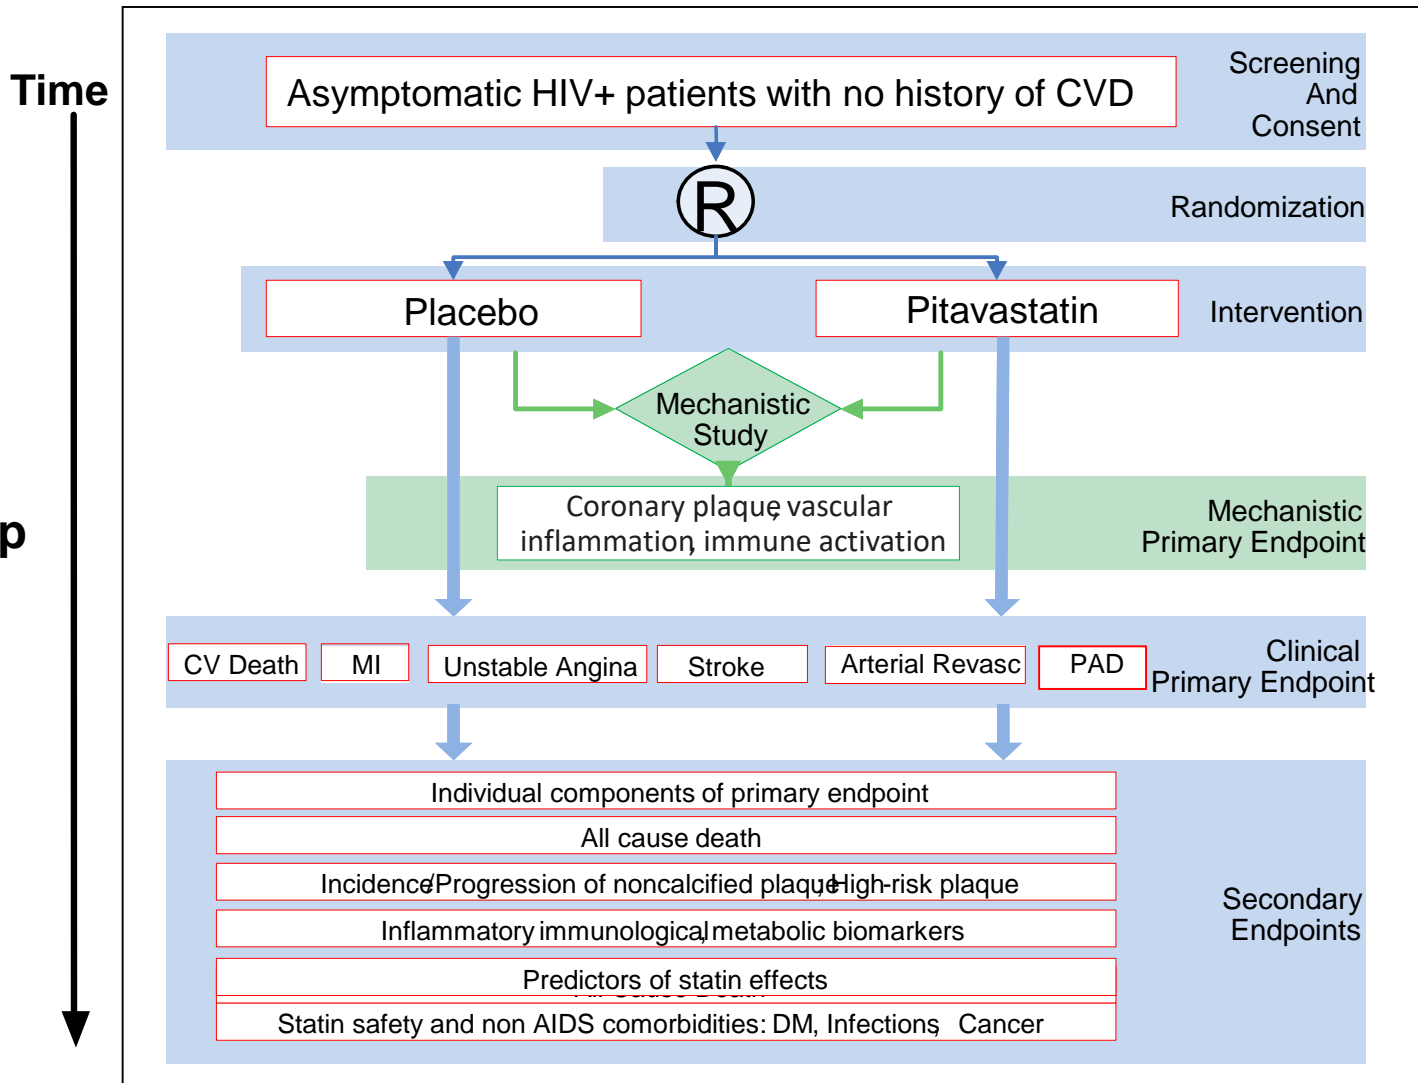 Time
Asymptomatic HIV+ patients with no history of CVD
Screening
And
Consent
R
Randomization
Placebo
Pitavastatin
Intervention
Mechanistic
Study
p
Coronary plaque, vascular
inflammation, immune activation
Mechanistic
Primary Endpoint
CV Death
MI
Unstable Angina
Stroke
Arterial Revasc
PAD
Clinical
Primary Endpoint
Individual components of primary endpoint
All cause death
Incidence/Progression of noncalcified plaque; High-risk plaque
Inflammatory immunological, metabolic biomarkers
Predictors of statin effects
Statin safety and non AIDS comorbidities: DM, Infections, Cancer
Secondary
Endpoints